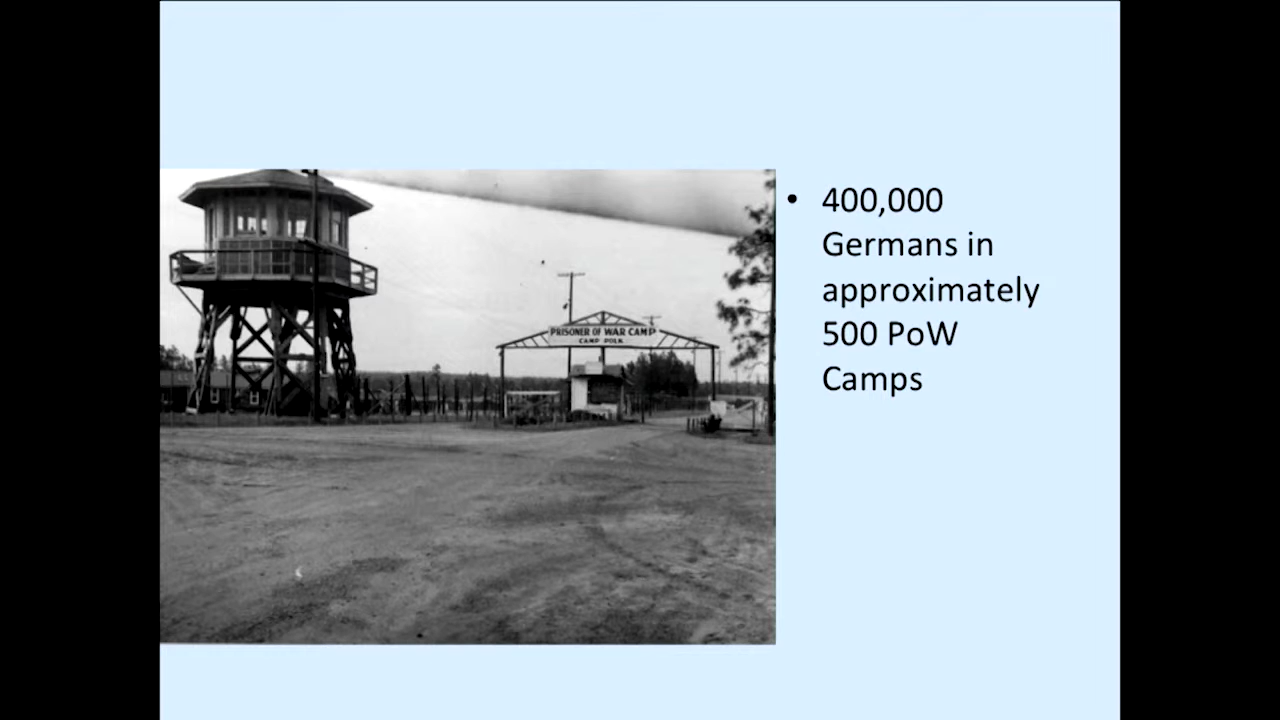 PRISONER OF WAR CAMP
CAMP POLK
• 400,000
Germans in
approximately
500 PoW
Camps